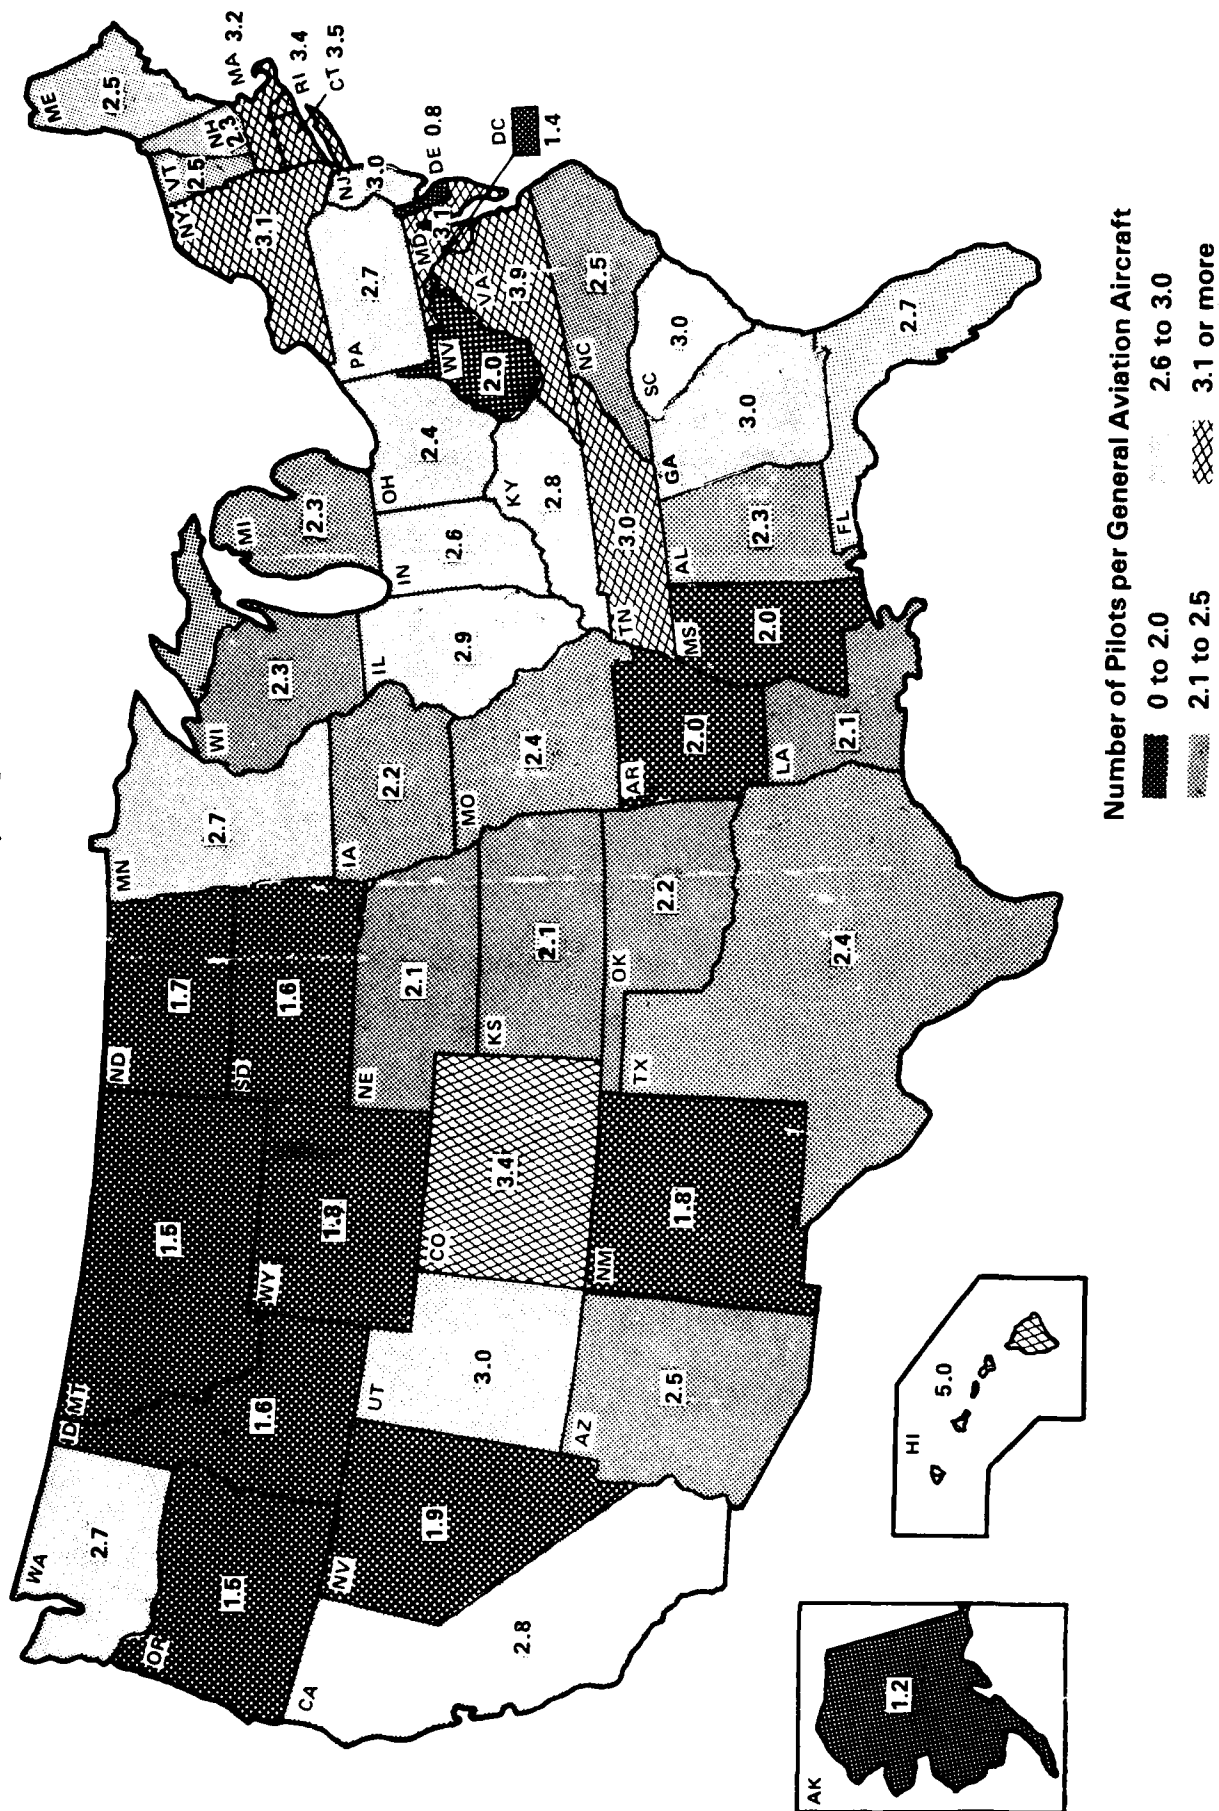 WA
2.7
OR
1.5
CA
2.8
ID
1.6
NV
1.9
MT
1.5
WY
1.8
UT
3.0
AZ
2.5
CO
3.4
NM
1.8
ND
1.7
SD
1.6
NE
2.1
KS
2.1
OK
2.2
TX
2.4
MN
2.7
IA
2.2
MO
2.4
AR
2.0
LA
2.1
WI
2.3
IL
2.9
MI
2.3
IN
2.6
OH
2.4
KY
2.8
TN
3.0
MS
2.0
AL
2.3
GA
3.0
FL
2.7
SC
3.0
NC
2.5
VA
3.9
WV
2.0
PA
2.7
NY
3.1
VT
2.5
NH
2.3
ME
2.5
MA 3.2
RI 3.4
CT 3.5
NJ
3.0
DE 0.8
MD
3.1
DC
1.4
AK
1.2
HI
5.0
Number of Pilots per General Aviation Aircraft
0 to 2.0
2.6 to 3.0
2.1 to 2.5
3.1 or more